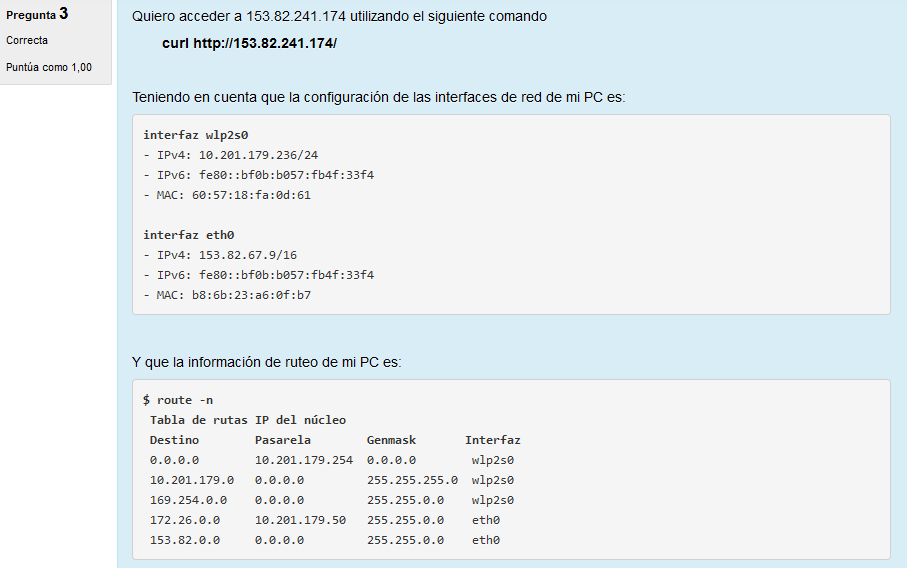 Pregunta 3
Correcta
Puntúa como 1,00
Quiero acceder a 153.82.241.174 utilizando el siguiente comando
curl http://153.82.241.174/
Teniendo en cuenta que la configuración de las interfaces de red de mi PC es:
interfaz wlp2s0
- IPv4: 10.201.179.236/24
- IPv6: fe80::bf0b:b057:fb4f:33f4
- MAC: 60:57:18:fa:0d:61
interfaz eth0
- IPv4: 153.82.67.9/16
- IPv6: fe80::bf0b:b057:fb4f:33f4
- MAC: b8:6b:23:a6:0f:b7
Y que la información de ruteo de mi PC es:
$ route -n
Tabla de rutas IP del núcleo
Destino Pasarela Genmask Interfaz
0.0.0.0 10.201.179.254 0.0.0.0 wlp2s0
10.201.179.0 0.0.0.0 255.255.255.0 wlp2s0
169.254.0.0 0.0.0.0 255.255.0.0 wlp2s0
172.26.0.0 10.201.179.50 255.255.0.0 eth0
153.82.0.0 0.0.0.0 255.255.0.0 eth0